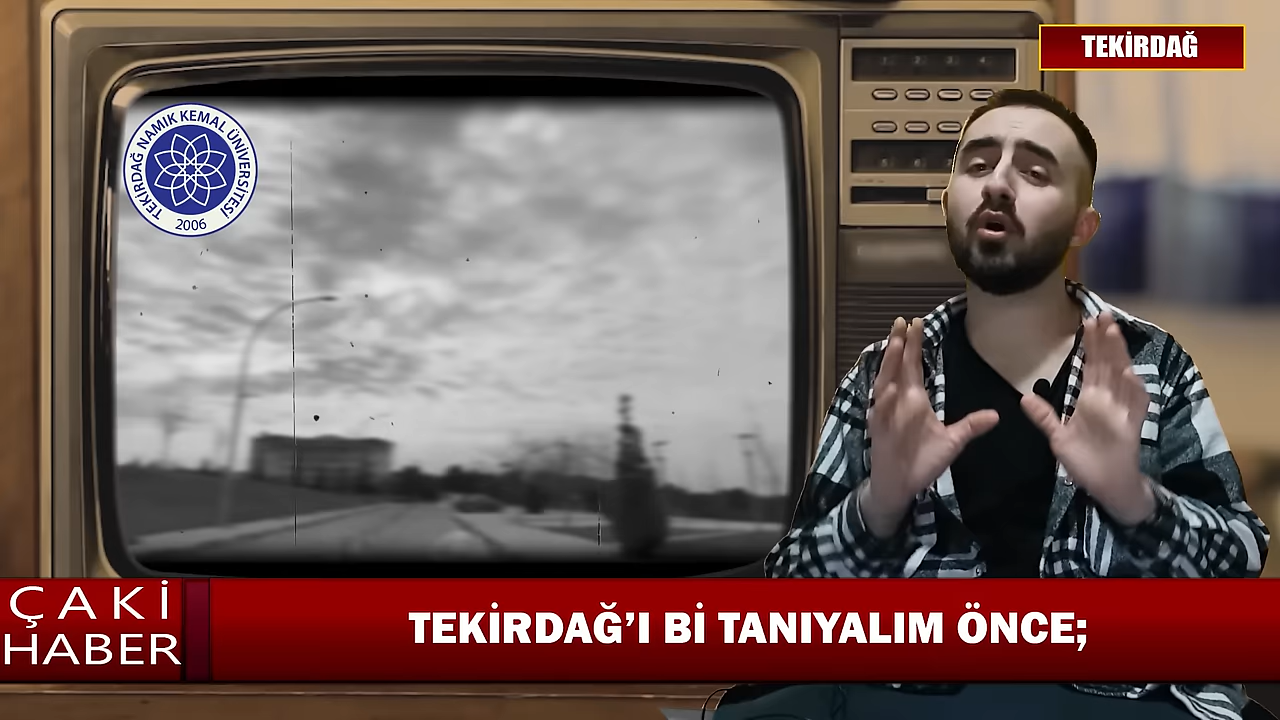 TEKİRDAĞ
TEKİRDAĞ NAMIK KEMAL ÜNİVERSİTESİ
2006
ÇAKİ
HABER
TEKİRDAĞ'I Bİ TANIYALIM ÖNCE;